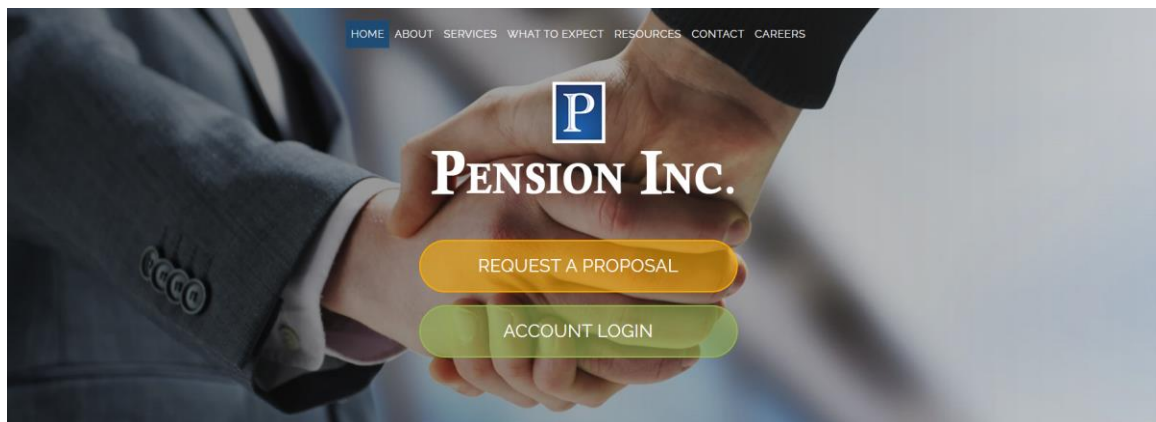 HOME ABOUT SERVICES WHAT TO EXPECT RESOURCES CONTACT CAREERS
P
PENSION INC.
REQUEST A PROPOSAL
ACCOUNT LOGIN